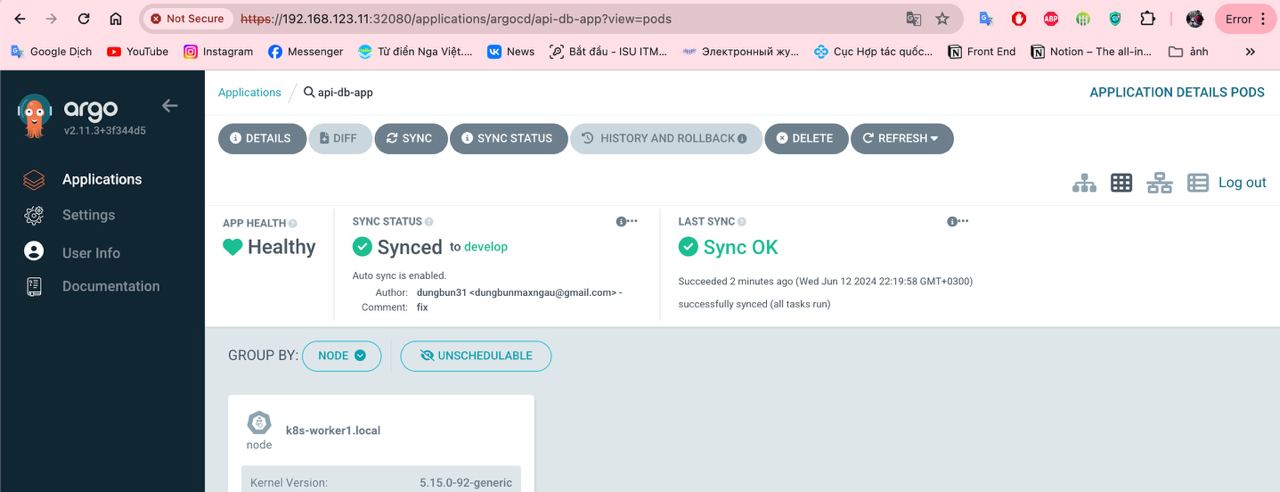 Not Secure https://192.168.123.11:32080/applications/argocd/api-db-app?view=pods ABP Error
Google Dịch YouTube Instagram Messenger Từ điển Nga Việt.... News Bắt đầu - ISU ITM... Электронный жу... Cục Hợp tác quốc... Front End Notion – The all-in... ảnh »
argo
v2.11.3+3f344d5
Applications
Settings
User Info
Documentation
Applications / api-db-app APPLICATION DETAILS PODS
DETAILS DIFF SYNC SYNC STATUS HISTORY AND ROLLBACK DELETE REFRESH
Log out
APP HEALTH
Healthy
SYNC STATUS
Synced to develop
Auto sync is enabled.
Author: dungbun31 <dungbunmaxngau@gmail.com> -
Comment: fix
LAST SYNC
Sync OK
Succeeded 2 minutes ago (Wed Jun 12 2024 22:19:58 GMT+0300)
successfully synced (all tasks run)
GROUP BY: NODE UNSCHEDULABLE
node
k8s-worker1.local
Kernel Version: 5.15.0-92-generic